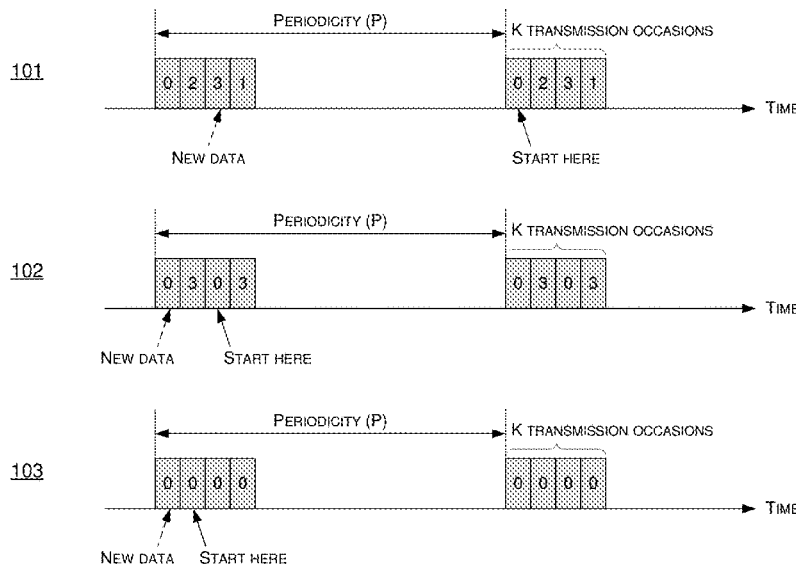 PERIODICITY (P)
K TRANSMISSION OCCASIONS
101
0 2 3 1
0 2 3 1
TIME
NEW DATA
START HERE
PERIODICITY (P)
K TRANSMISSION OCCASIONS
102
0 3 0 3
0 3 0 3
TIME
NEW DATA
START HERE
PERIODICITY (P)
K TRANSMISSION OCCASIONS
103
0 0 0 0
0 0 0 0
TIME
NEW DATA
START HERE